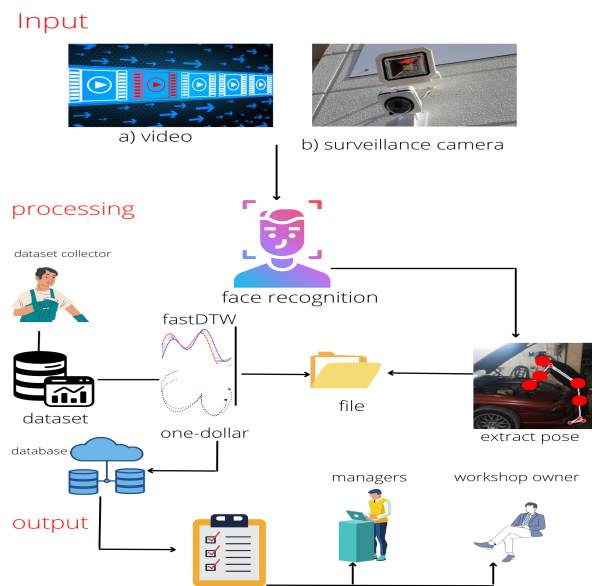 Input
a) video
b) surveillance camera
processing
dataset collector
face recognition
fastDTW
dataset
file
extract pose
one-dollar
database
managers
workshop owner
output